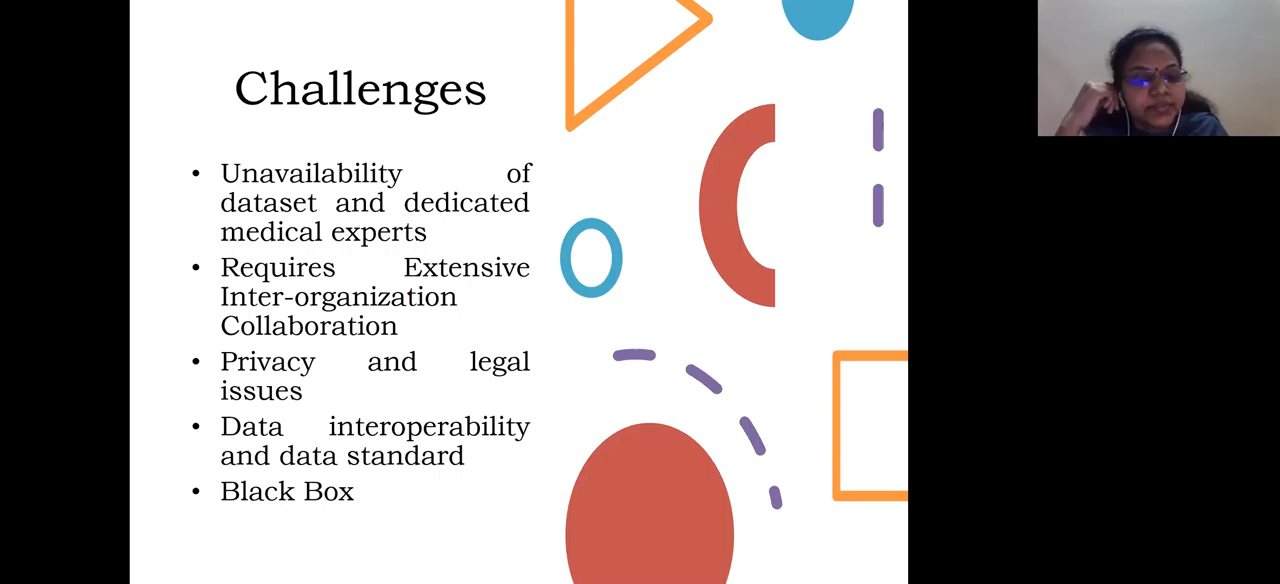 Challenges
• Unavailability of
dataset and dedicated
medical experts
• Requires Extensive
Inter-organization
Collaboration
• Privacy and legal
issues
• Data interoperability
and data standard
• Black Box